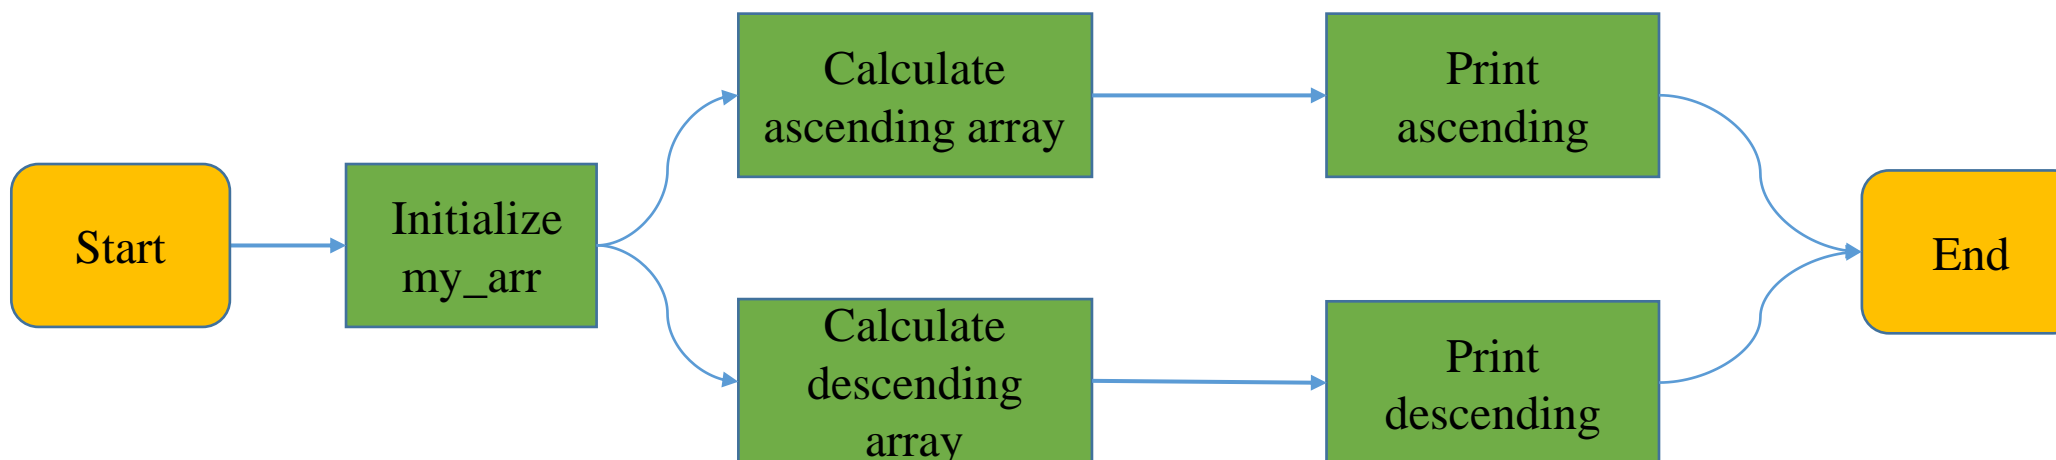 Start
Initialize
my_arr
Calculate
ascending array
Print
ascending
Calculate
descending
array
Print
descending
End